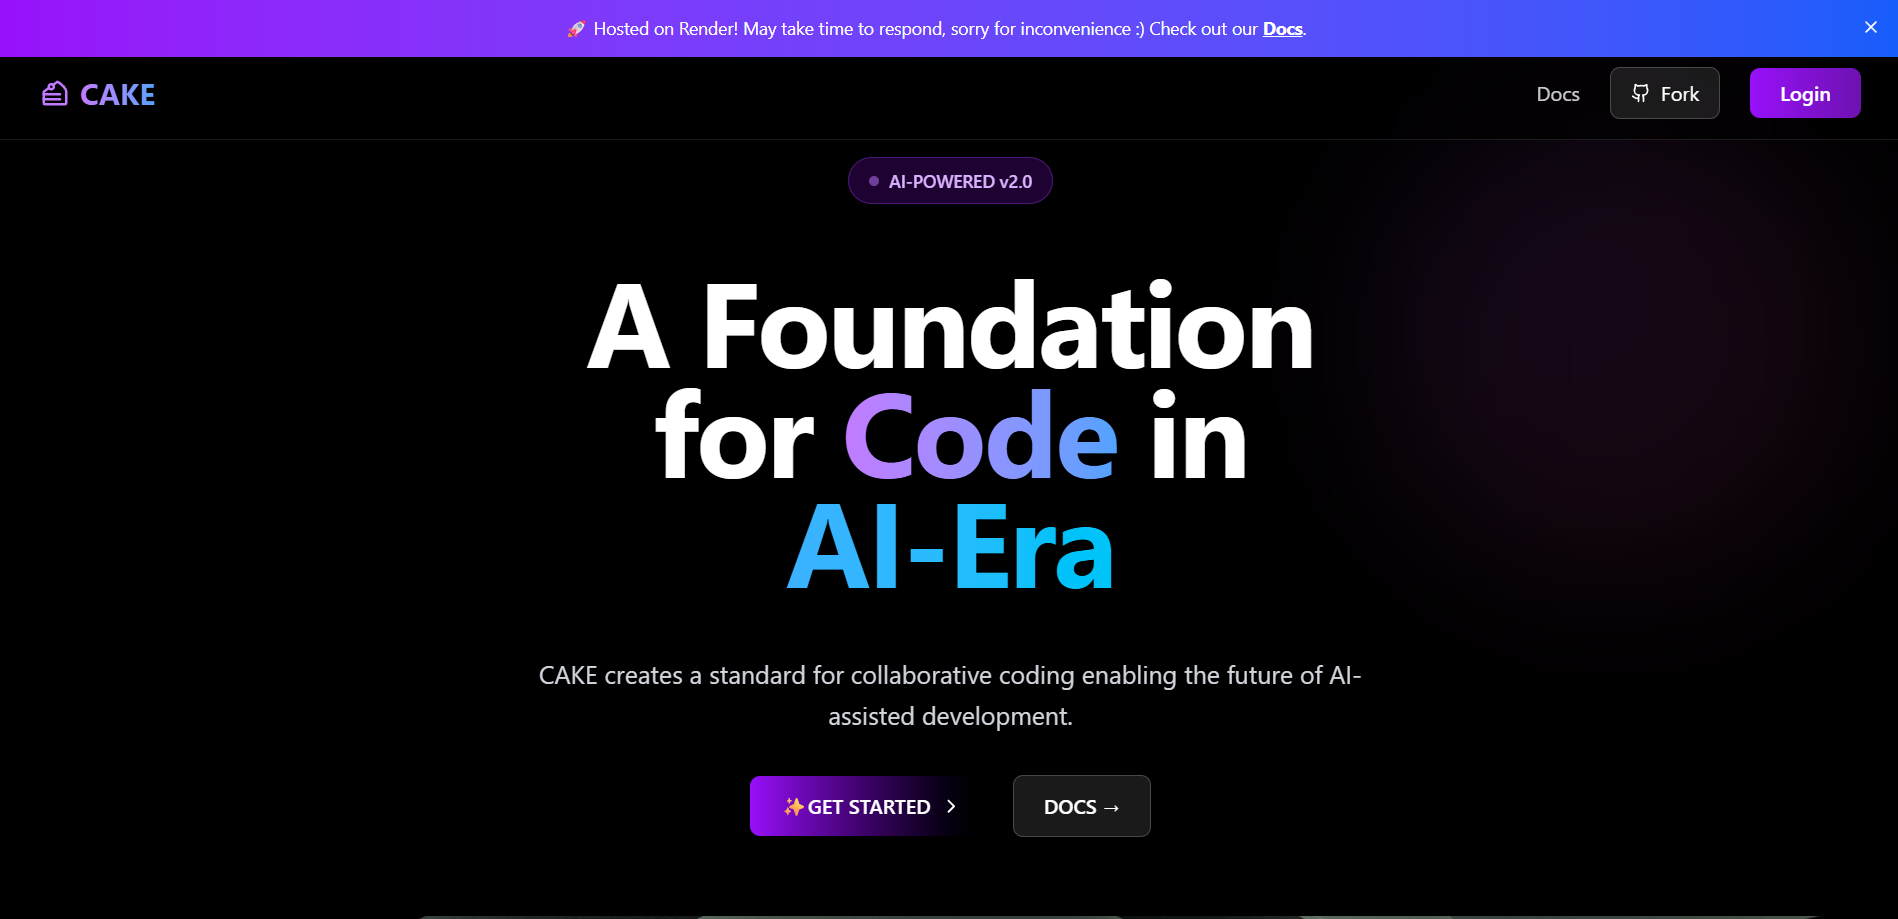 🚀 Hosted on Render! May take time to respond, sorry for inconvenience :) Check out our Docs.
CAKE
Docs
Fork
Login
AI-POWERED v2.0
A Foundation
for Code in
AI-Era
CAKE creates a standard for collaborative coding enabling the future of AI-
assisted development.
✨GET STARTED
DOCS →